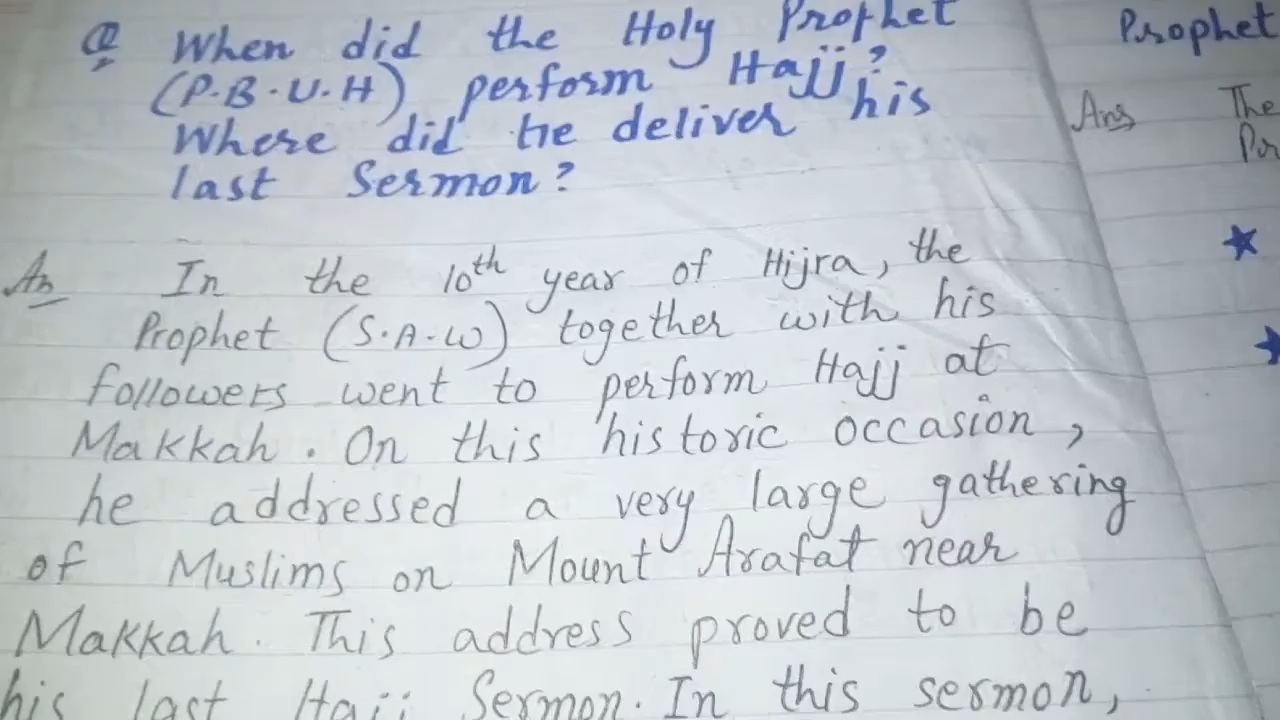 Q When did the Holy Prophet
(P.B.U.H) perform Hajj?
Where did he deliver his
last Sermon?
An In the 10th year of Hijra, the
Prophet (S.A.W) together with his
followers went to perform Hajj at
Makkah. On this historic occasion,
he addressed a very large gathering
of Muslims on Mount Arafat near
Makkah. This address proved to be
his last Hajj Sermon. In this sermon,
Prophet
Ans The